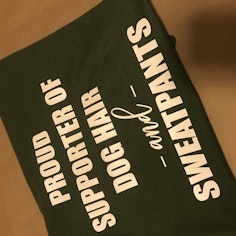 PROUD
SUPPORTER OF
DOG HAIR
- and -
SWEATPANTS